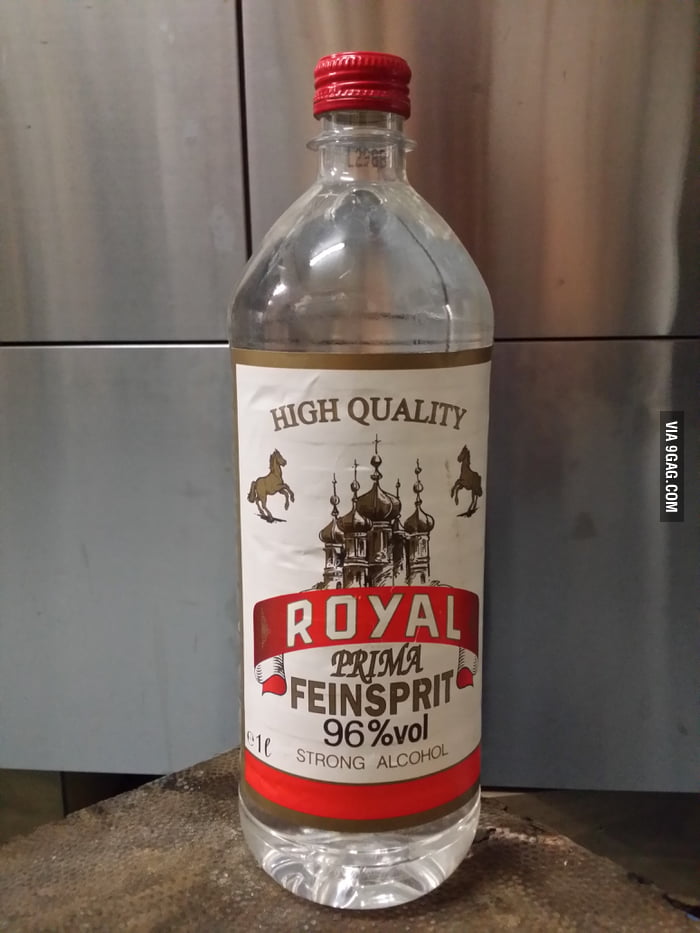 HIGH QUALITY
ROYAL
PRIMA
FEINSPRIT
96%vol
e 1ℓ
STRONG ALCOHOL
VIA 9GAG.COM